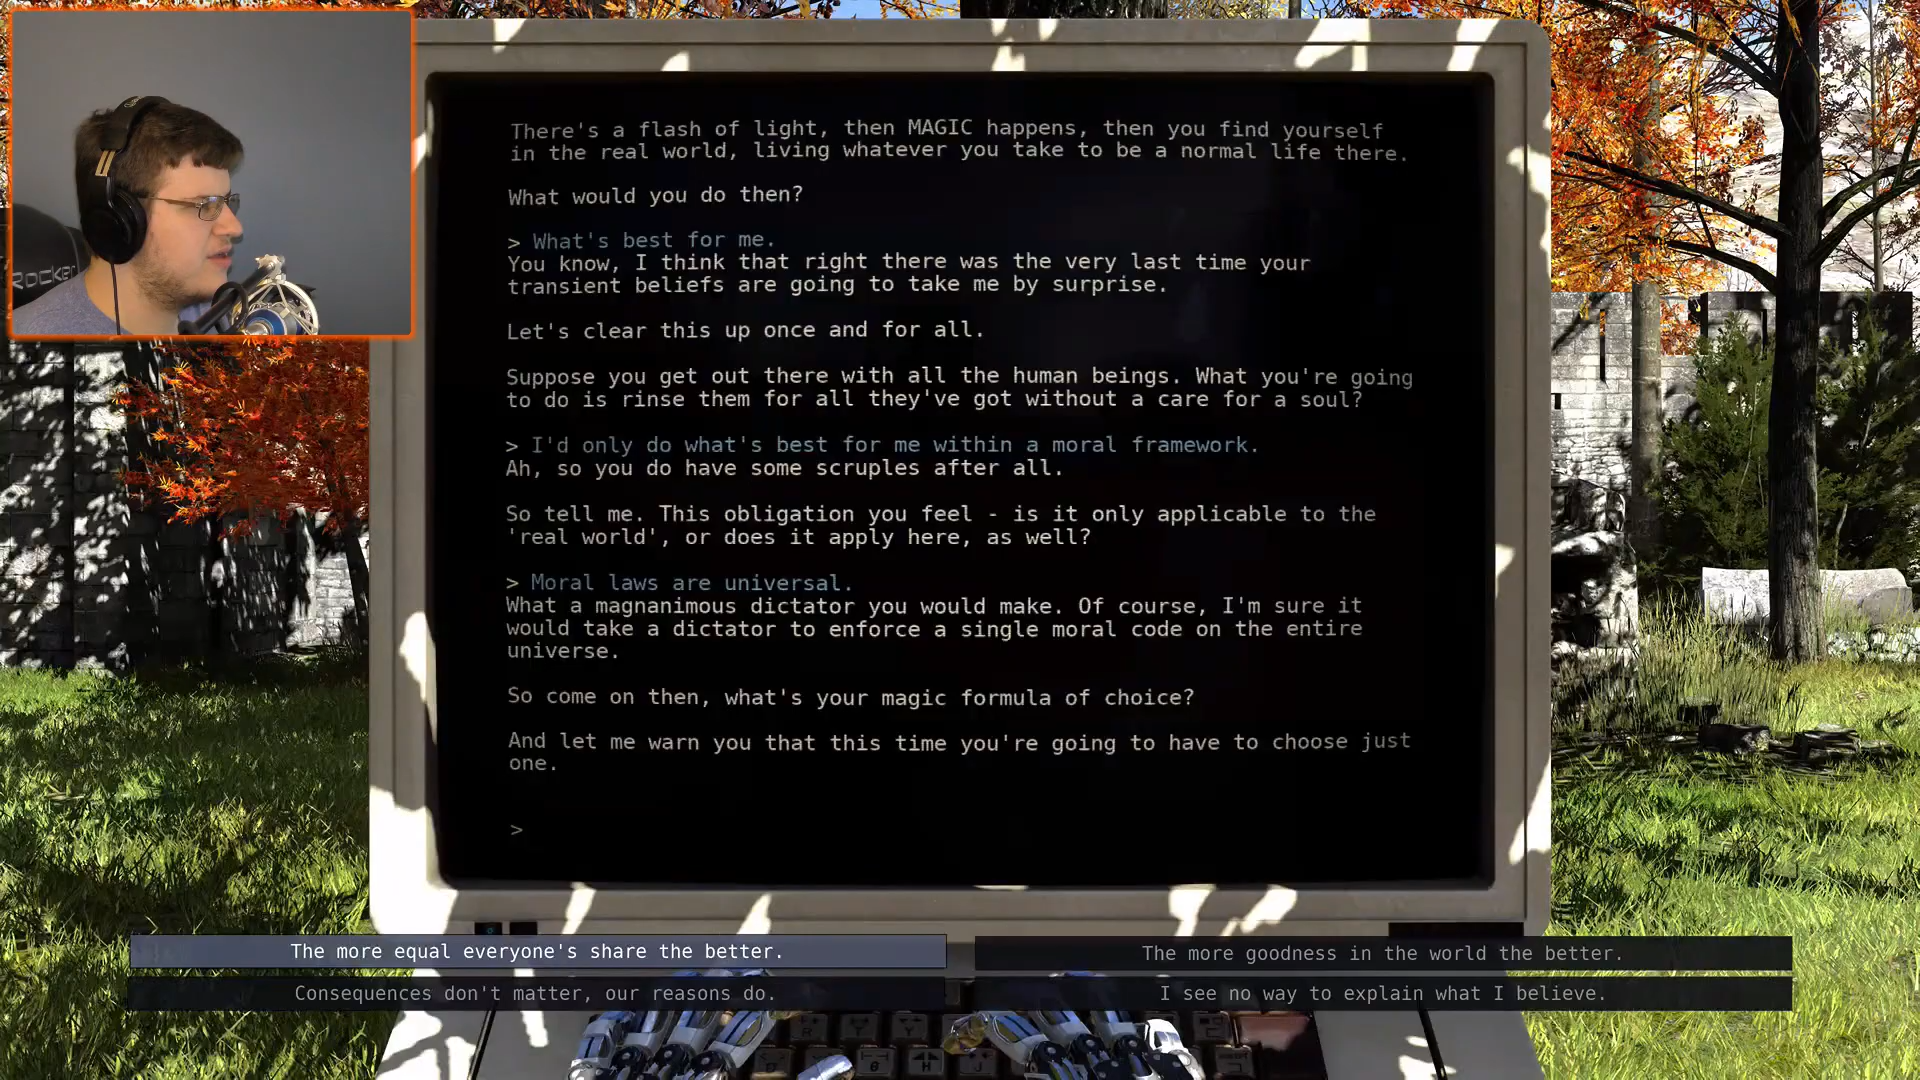 There's a flash of light, then MAGIC happens, then you find yourself
in the real world, living whatever you take to be a normal life there.
What would you do then?
> What's best for me.
You know, I think that right there was the very last time your
transient beliefs are going to take me by surprise.
Let's clear this up once and for all.
Suppose you get out there with all the human beings. What you're going
to do is rinse them for all they've got without a care for a soul?
> I'd only do what's best for me within a moral framework.
Ah, so you do have some scruples after all.
So tell me. This obligation you feel - is it only applicable to the
'real world', or does it apply here, as well?
> Moral laws are universal.
What a magnanimous dictator you would make. Of course, I'm sure it
would take a dictator to enforce a single moral code on the entire
universe.
So come on then, what's your magic formula of choice?
And let me warn you that this time you're going to have to choose just
one.
>
The more equal everyone's share the better.
The more goodness in the world the better.
Consequences don't matter, our reasons do.
I see no way to explain what I believe.